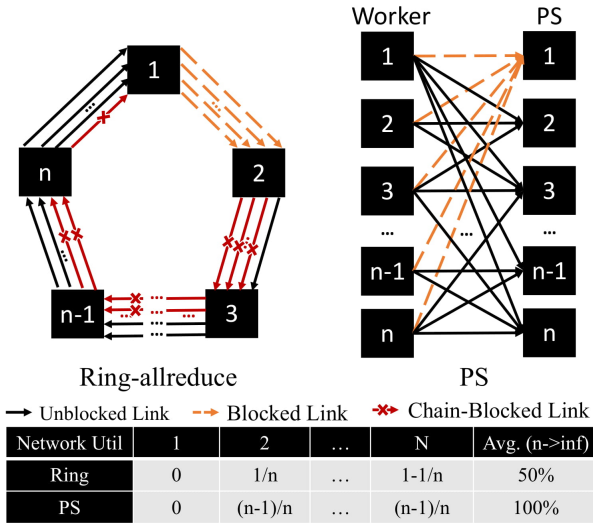 Worker PS
1
...
...
n
2
...
n-1
...
...
...
3
1 1
2 2
3 3
... ... ...
n-1 n-1
n n
Ring-allreduce PS
Unblocked Link Blocked Link Chain-Blocked Link
Network Util 1 2 ... N Avg. (n->inf)
Ring 0 1/n ... 1-1/n 50%
PS 0 (n-1)/n ... (n-1)/n 100%